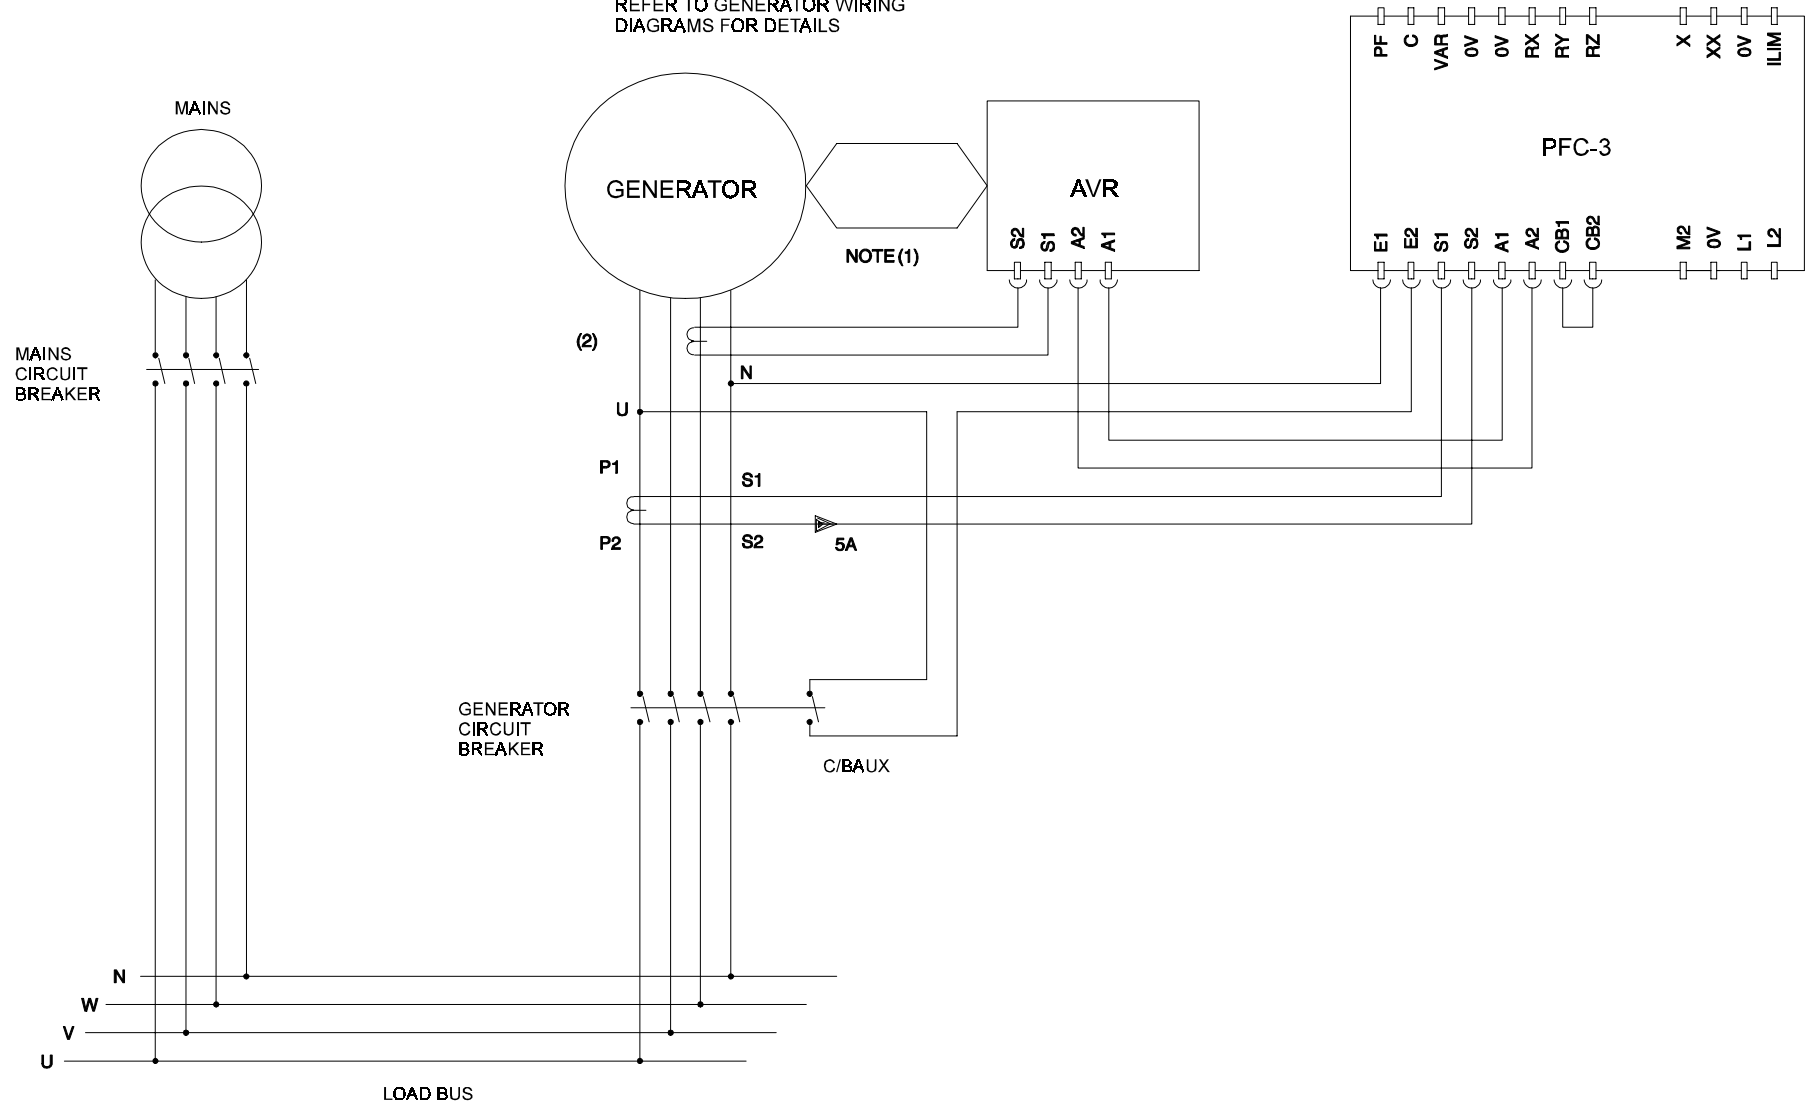 REFER TO GENERATOR WIRING
DIAGRAMS FOR DETAILS
PF
C
VAR
0V
0V
RX
RY
RZ
X
XX
0V
ILIM
MAINS
PFC-3
GENERATOR
AVR
S2
S1
A2
A1
E1
E2
S1
S2
A1
A2
CB1
CB2
M2
0V
L1
L2
NOTE (1)
(2)
MAINS
CIRCUIT
BREAKER
N
U
P1
S1
P2
S2
5A
GENERATOR
CIRCUIT
BREAKER
C/BAUX
N
W
V
U
LOAD BUS